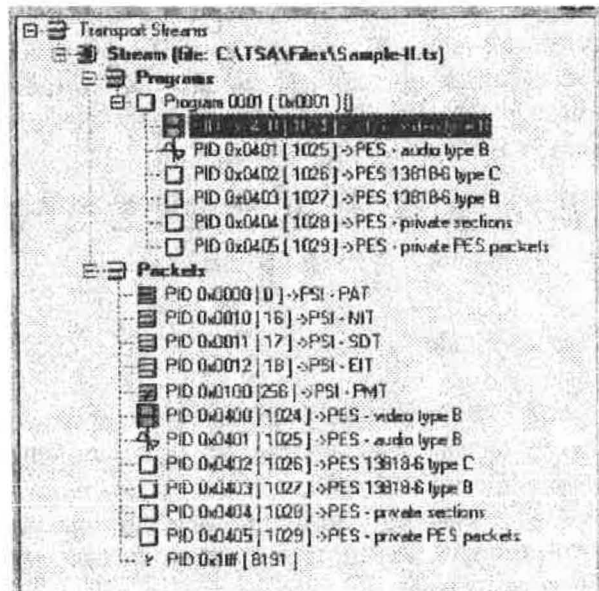 Transport Streams
Stream (file: C:\TSA\Files\Sample-II.ts)
Programs
Program 0001 [ 0x0001 ] []
PID 0x0401 [ 1025 ]->PES - audio type B
PID 0x0402 [ 1026 ]->PES 13818-6 type C
PID 0x0403 [ 1027 ]->PES 13818-6 type B
PID 0x0404 [ 1028 ]->PES - private sections
PID 0x0405 [ 1029 ]->PES - private PES packets
Packets
PID 0x0000 [ 0 ]->PSI - PAT
PID 0x0010 [ 16 ]->PSI - NIT
PID 0x0011 [ 17 ]->PSI - SDT
PID 0x0012 [ 18 ]->PSI - EIT
PID 0x0100 [256 ]->PSI - PMT
PID 0x0400 [ 1024 ]->PES - video type B
PID 0x0401 [ 1025 ]->PES - audio type B
PID 0x0402 [ 1026 ]->PES 13818-6 type C
PID 0x0403 [ 1027 ]->PES 13818-6 type B
PID 0x0404 [ 1028 ]->PES - private sections
PID 0x0405 [ 1029 ]->PES - private PES packets
PID 0x1fff [ 8191 ]